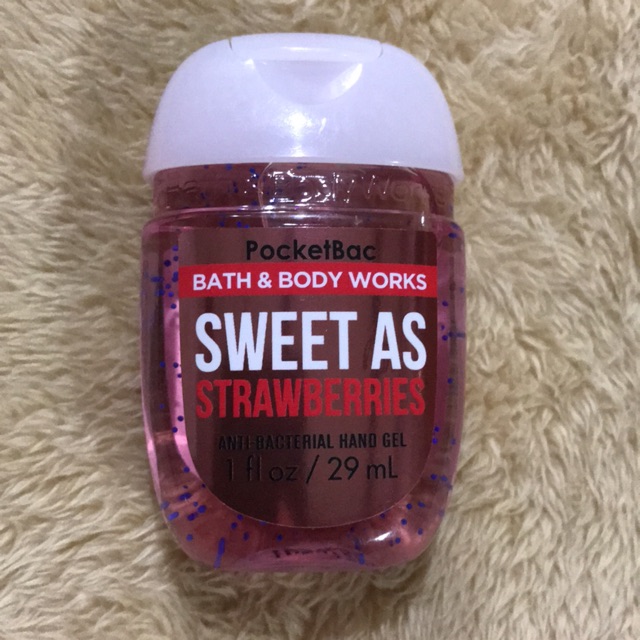 PocketBac
BATH & BODY WORKS
SWEET AS
STRAWBERRIES
ANTI-BACTERIAL HAND GEL
1 fl oz / 29 mL